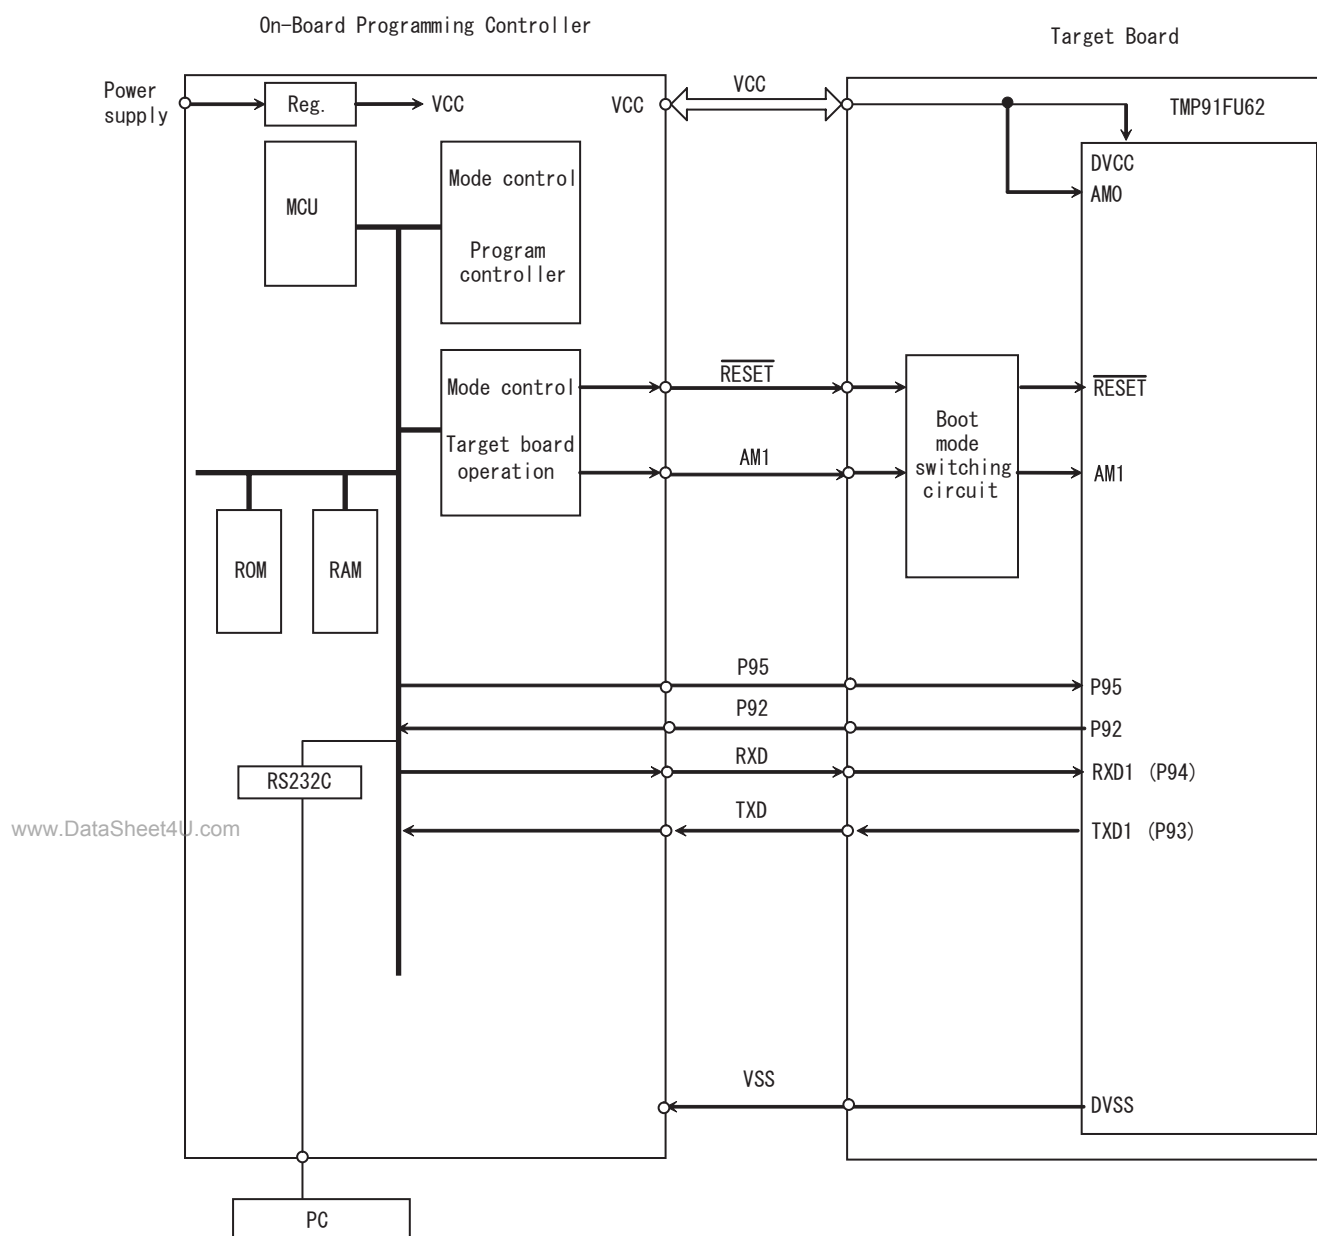 On-Board Programming Controller
Target Board
Power
supply
Reg.
VCC
VCC
VCC
TMP91FU62
MCU
Mode control
Program
controller
DVCC
AM0
Mode control
Target board
operation
RESET
AM1
Boot
mode
switching
circuit
RESET
AM1
ROM
RAM
P95
P95
P92
P92
RS232C
RXD
RXD1 (P94)
www.DataSheet4U.com
TXD
TXD1 (P93)
VSS
DVSS
PC